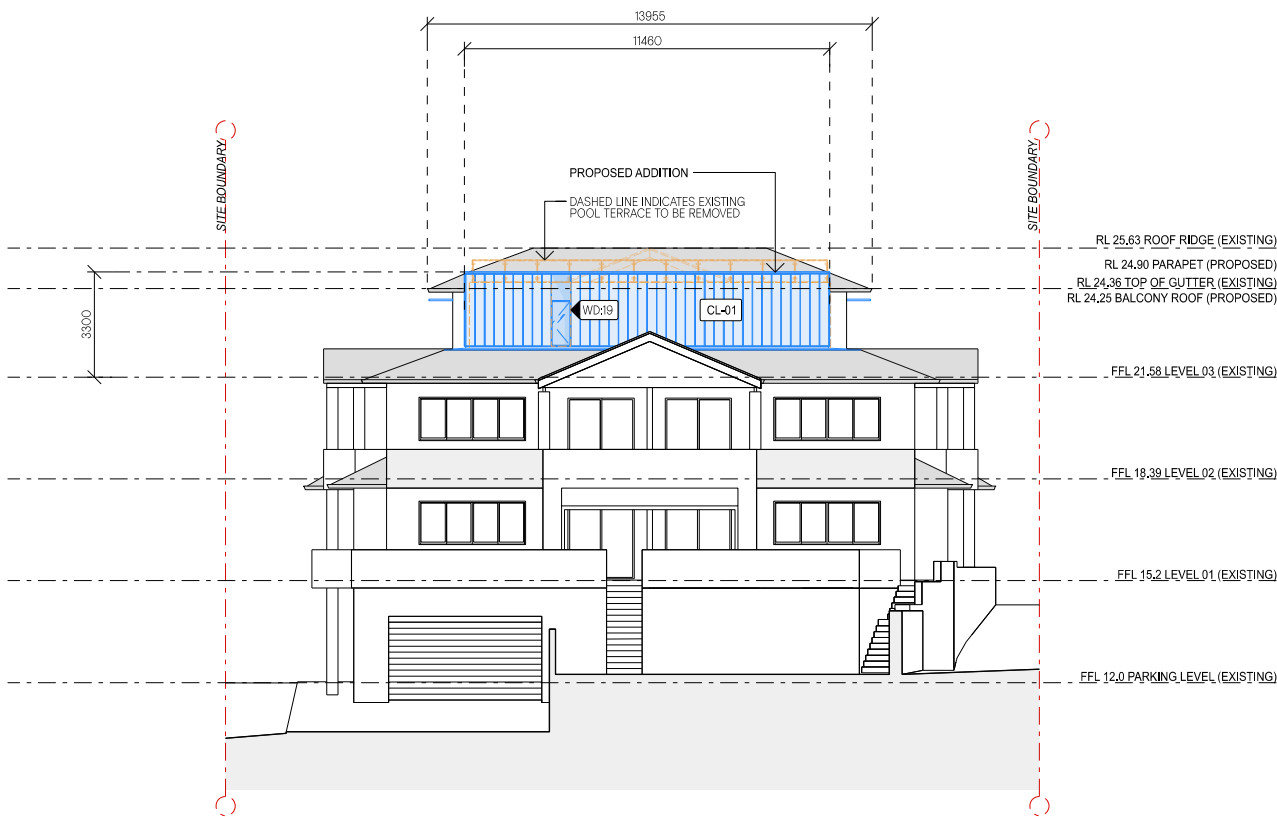 13955
11460
SITE BOUNDARY
SITE BOUNDARY
PROPOSED ADDITION
DASHED LINE INDICATES EXISTING
POOL TERRACE TO BE REMOVED
RL 25.63 ROOF RIDGE (EXISTING)
RL 24.90 PARAPET (PROPOSED)
RL 24.36 TOP OF GUTTER (EXISTING)
RL 24.25 BALCONY ROOF (PROPOSED)
3300
WD:19
CL-01
FFL 21.58 LEVEL 03 (EXISTING)
FFL 18.39 LEVEL 02 (EXISTING)
FFL 15.2 LEVEL 01 (EXISTING)
FFL 12.0 PARKING LEVEL (EXISTING)